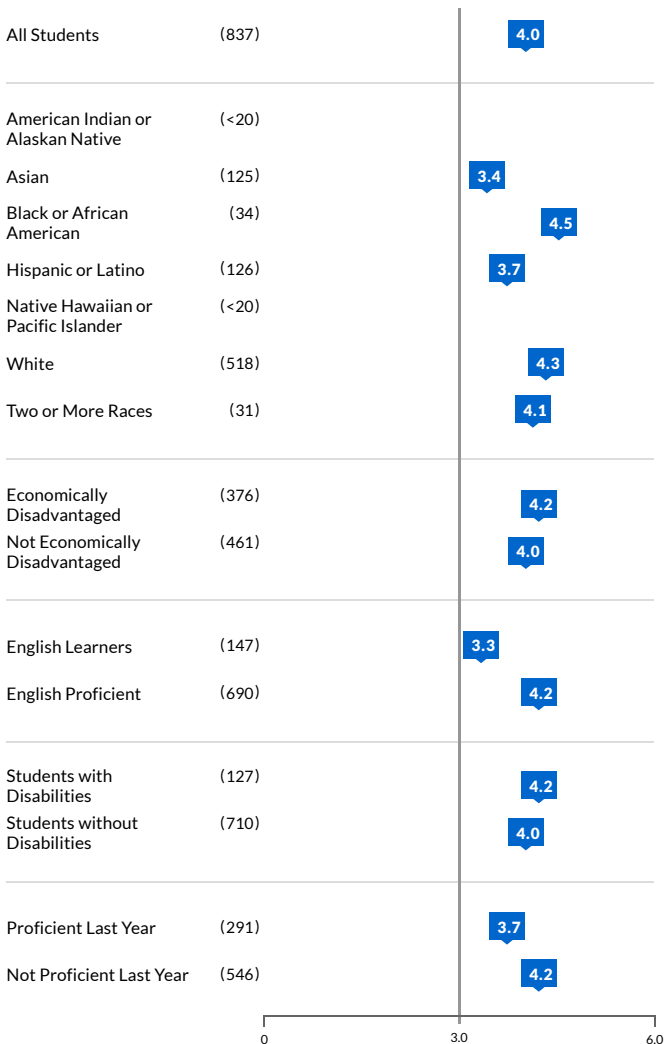 All Students (837) 4.0
American Indian or (<20)
Alaskan Native
Asian (125) 3.4
Black or African (34) 4.5
American
Hispanic or Latino (126) 3.7
Native Hawaiian or (<20)
Pacific Islander
White (518) 4.3
Two or More Races (31) 4.1
Economically (376) 4.2
Disadvantaged
Not Economically (461) 4.0
Disadvantaged
English Learners (147) 3.3
English Proficient (690) 4.2
Students with (127) 4.2
Disabilities
Students without (710) 4.0
Disabilities
Proficient Last Year (291) 3.7
Not Proficient Last Year (546) 4.2
0 3.0 6.0